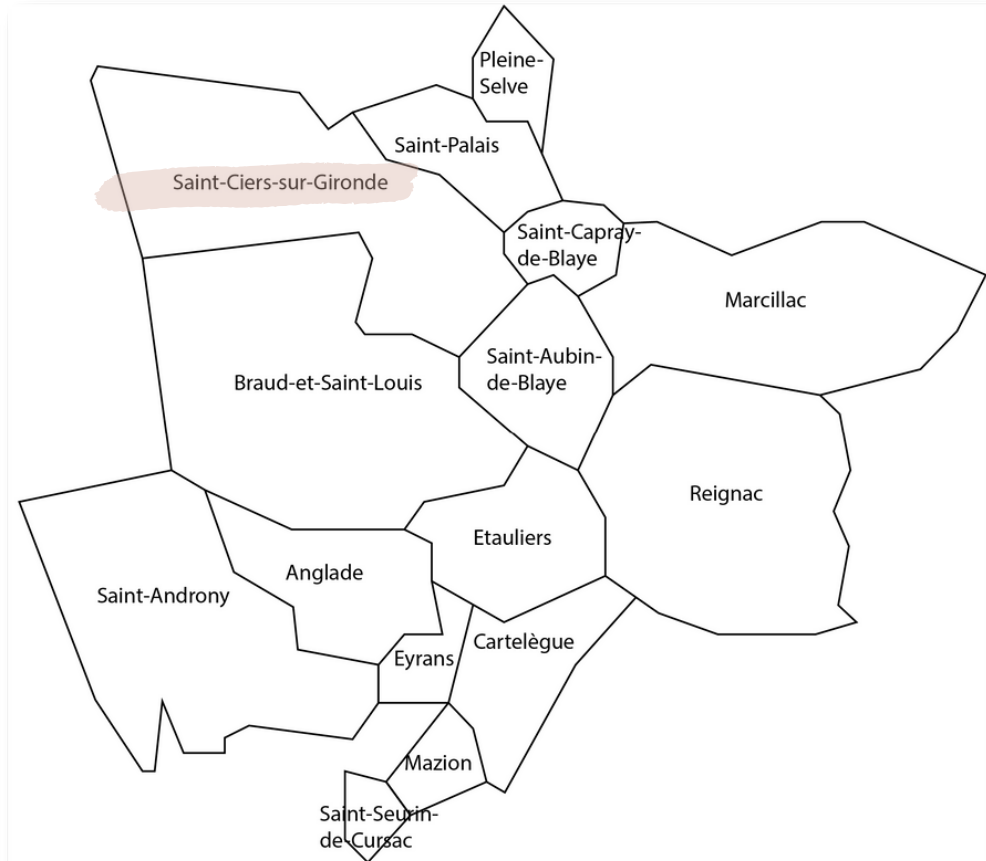 Pleine-
Selve
Saint-Palais
Saint-Ciers-sur-Gironde
Saint-Capray-
de-Blaye
Marcillac
Saint-Aubin-
de-Blaye
Braud-et-Saint-Louis
Reignac
Etauliers
Anglade
Saint-Androny
Cartelègue
Eyrans
Mazion
Saint-Seurin-
de-Cursac